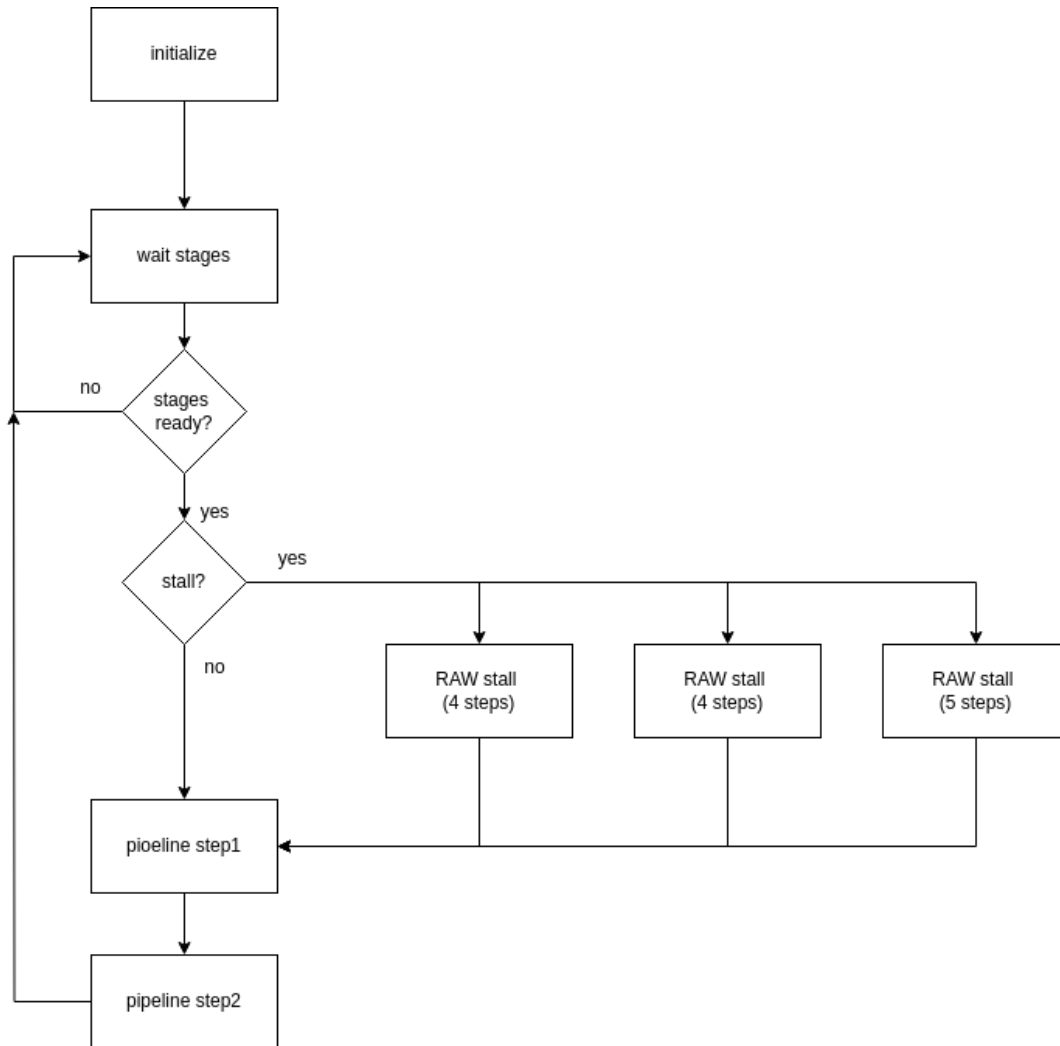 initialize
wait stages
no
stages
ready?
yes
stall?
yes
no
RAW stall
(4 steps)
RAW stall
(4 steps)
RAW stall
(5 steps)
pioeline step1
pipeline step2